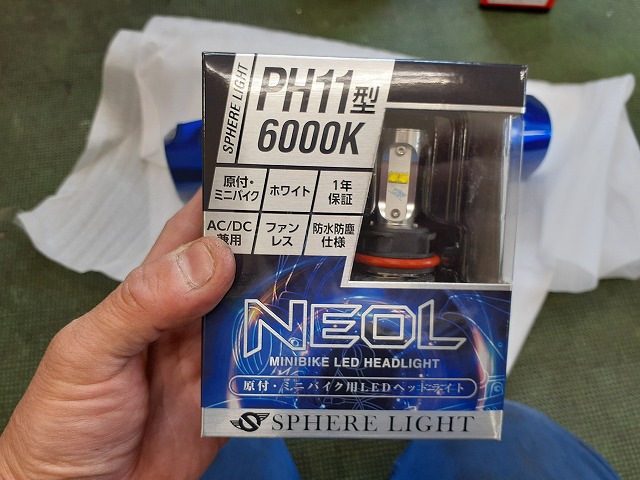 SPHERE LIGHT
PH11型
6000K
原付・
ミニバイク
ホワイト
1年
保証
AC/DC
兼用
ファン
レス
防水防塵
仕様
NEOL
MINIBIKE LED HEADLIGHT
原付・ミニバイク用LEDヘッドライト
SPHERE LIGHT